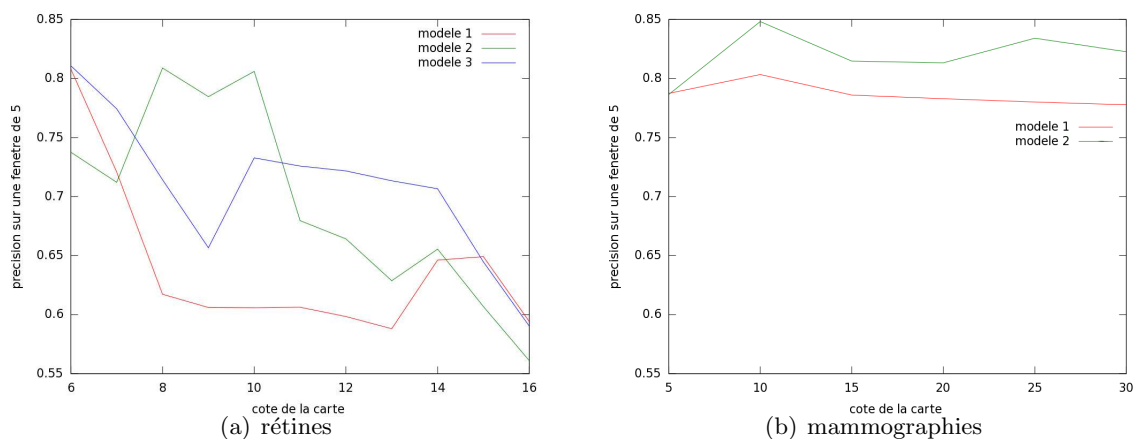 precision sur une fenetre de 5
0.85
0.8
0.75
0.7
0.65
0.6
0.55
modele 1
modele 2
modele 3
6 8 10 12 14 16
cote de la carte
(a) rétines
precision sur une fenetre de 5
0.85
0.8
0.75
0.7
0.65
0.6
0.55
modele 1
modele 2
5 10 15 20 25 30
cote de la carte
(b) mammographies